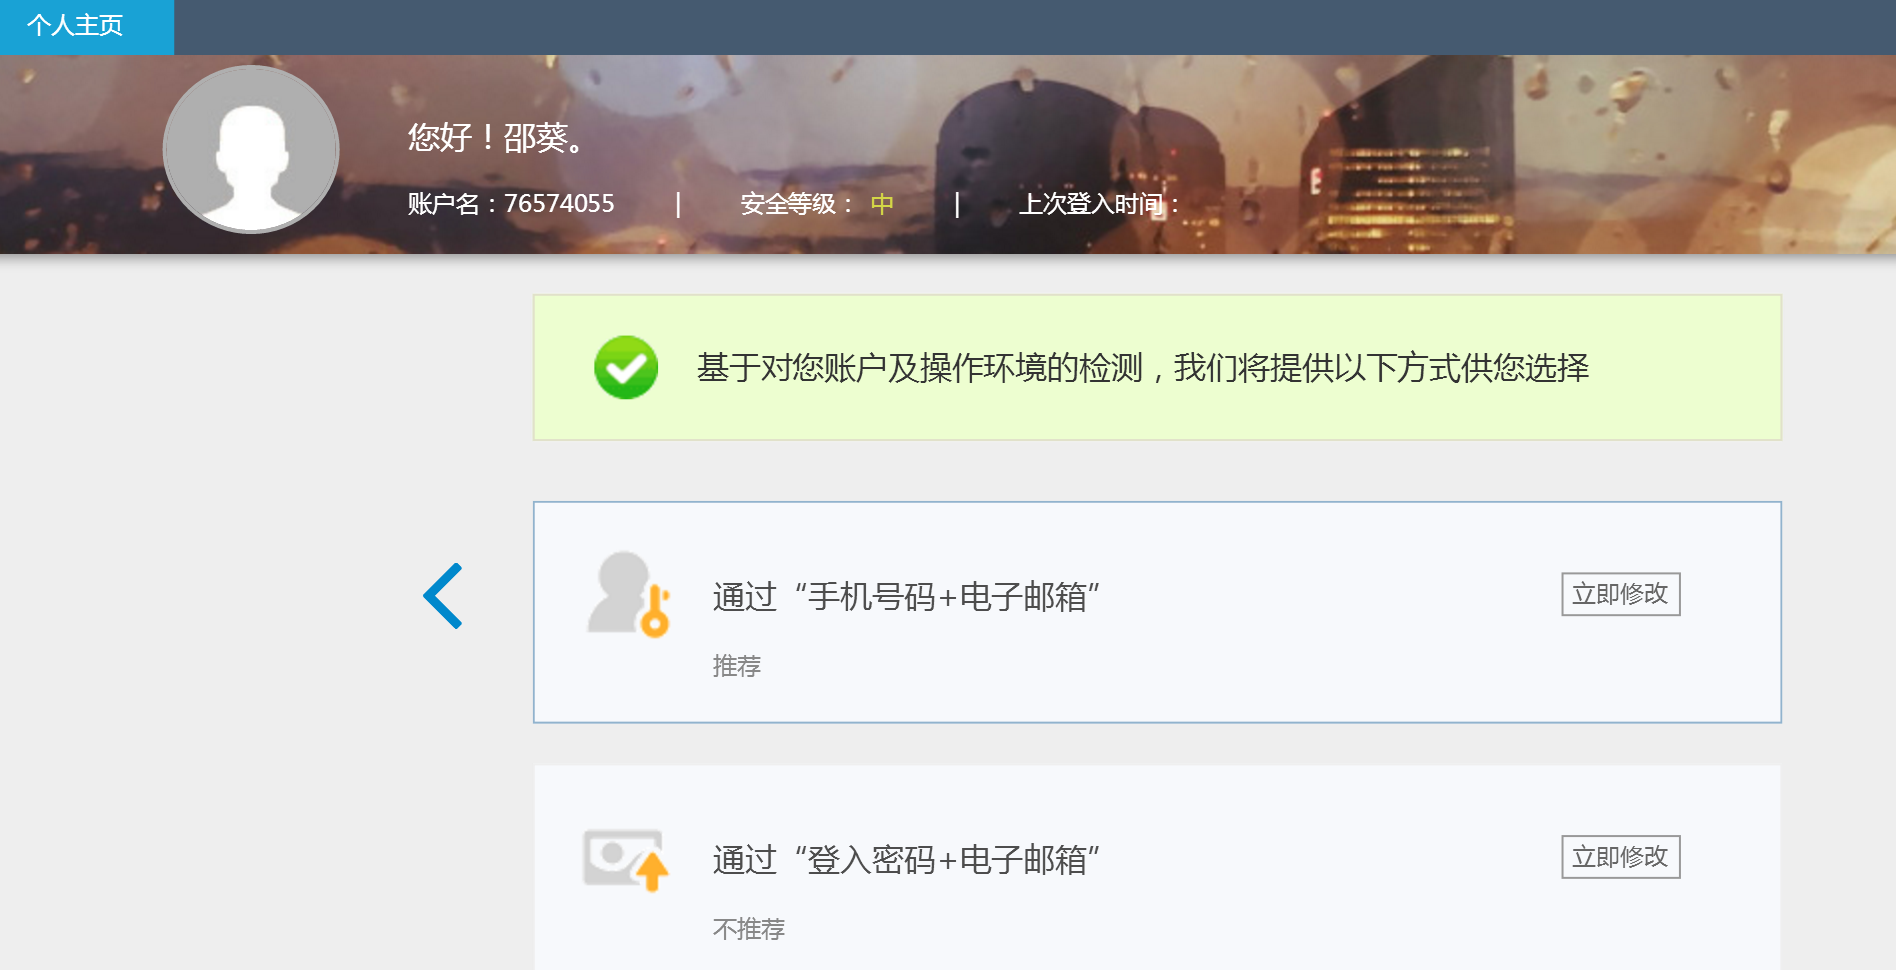 个人主页
您好！邵葵。
账户名：76574055 | 安全等级： 中 | 上次登入时间：
基于对您账户及操作环境的检测，我们将提供以下方式供您选择
通过“手机号码+电子邮箱” 立即修改
推荐
通过“登入密码+电子邮箱” 立即修改
不推荐